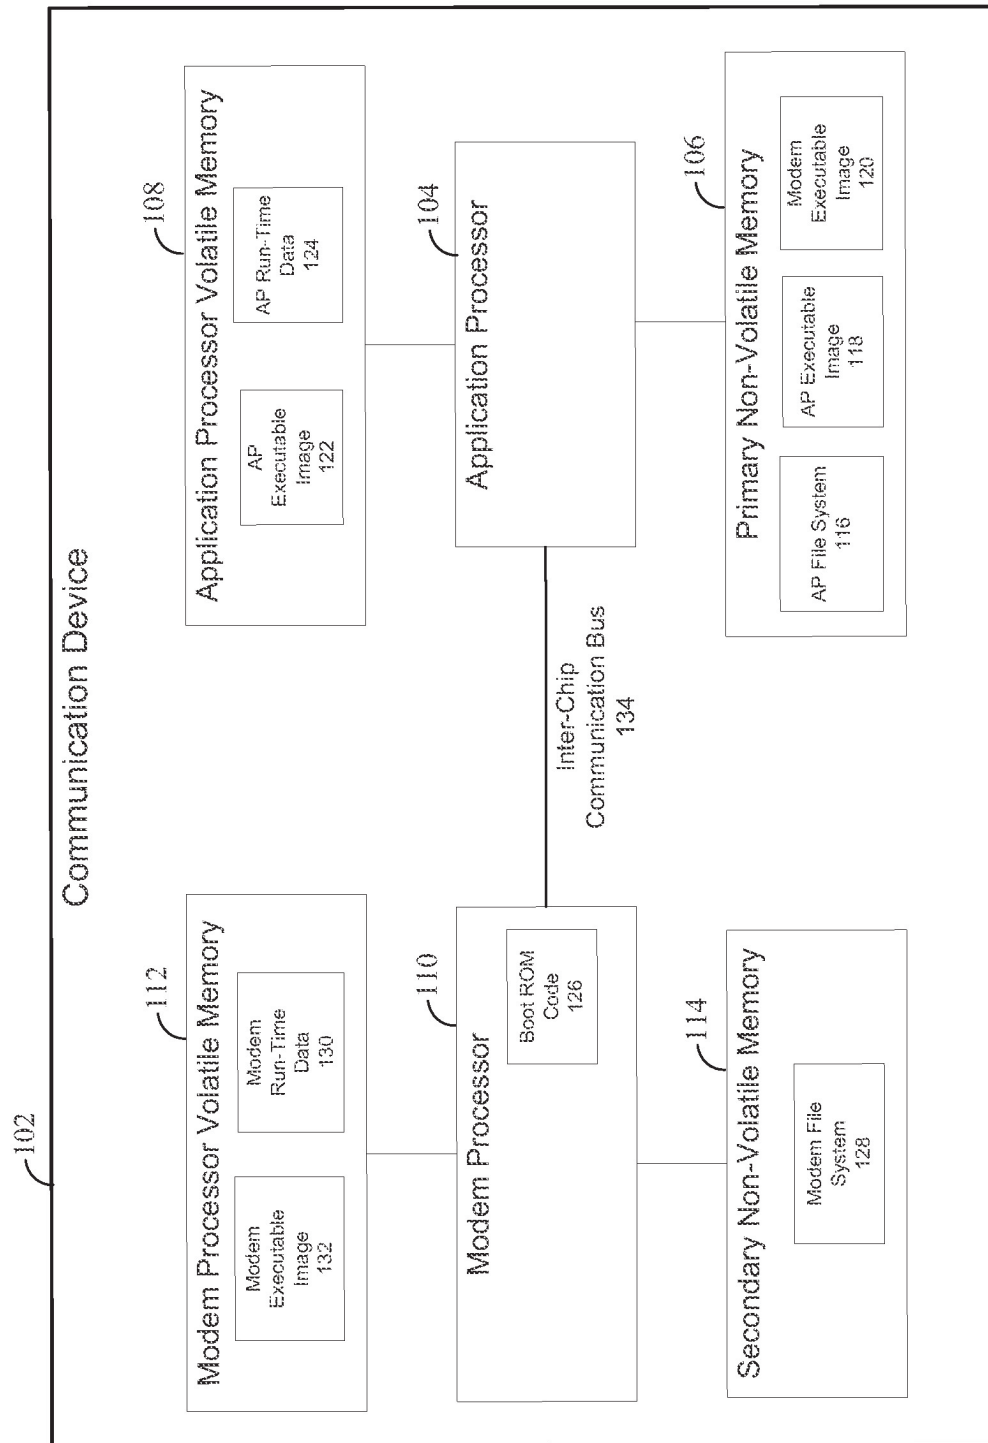 102
Communication Device
112
Modem Processor Volatile Memory
Modem
Executable
Image
132
Modem
Run-Time
Data
130
108
Application Processor Volatile Memory
AP
Executable
Image
122
AP Run-Time
Data
124
110
Modem Processor
Boot ROM
Code
126
Inter-Chip
Communication Bus
134
104
Application Processor
114
Secondary Non-Volatile Memory
Modem File
System
128
106
Primary Non-Volatile Memory
AP File System
116
AP Executable
Image
118
Modem
Executable
Image
120